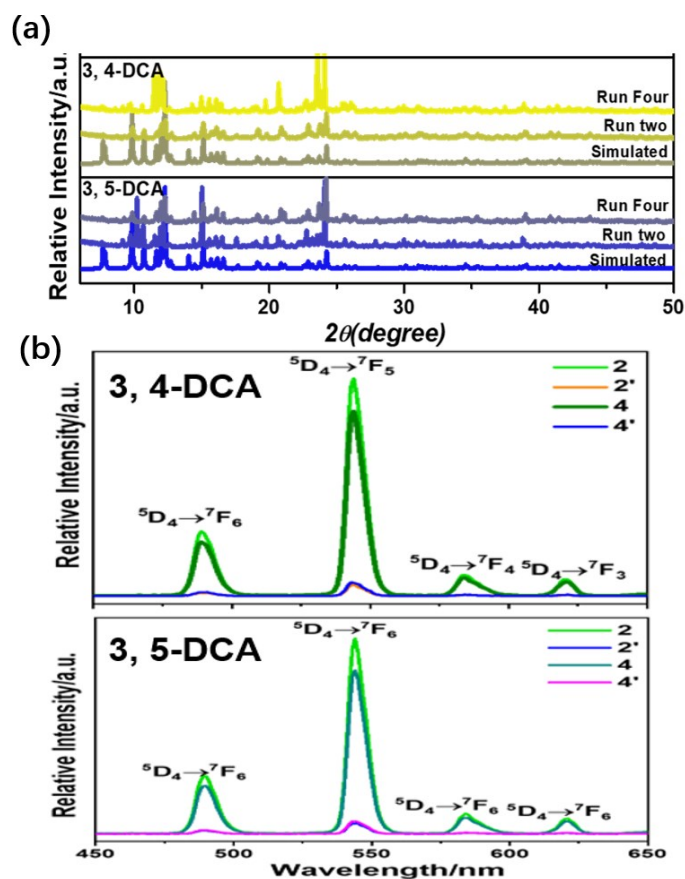 (a)
Relative Intensity/a.u.
3, 4-DCA
Run Four
Run two
Simulated
3, 5-DCA
Run Four
Run two
Simulated
10 20 30 40 50
2θ(degree)
(b)
Relative Intensity/a.u.
3, 4-DCA
⁵D₄→⁷F₆
⁵D₄→⁷F₅
⁵D₄→⁷F₄
⁵D₄→⁷F₃
2
2'
4
4'
Relative Intensity/a.u.
3, 5-DCA
⁵D₄→⁷F₆
⁵D₄→⁷F₆
⁵D₄→⁷F₆
⁵D₄→⁷F₆
2
2'
4
4'
450 500 550 600 650
Wavelength/nm